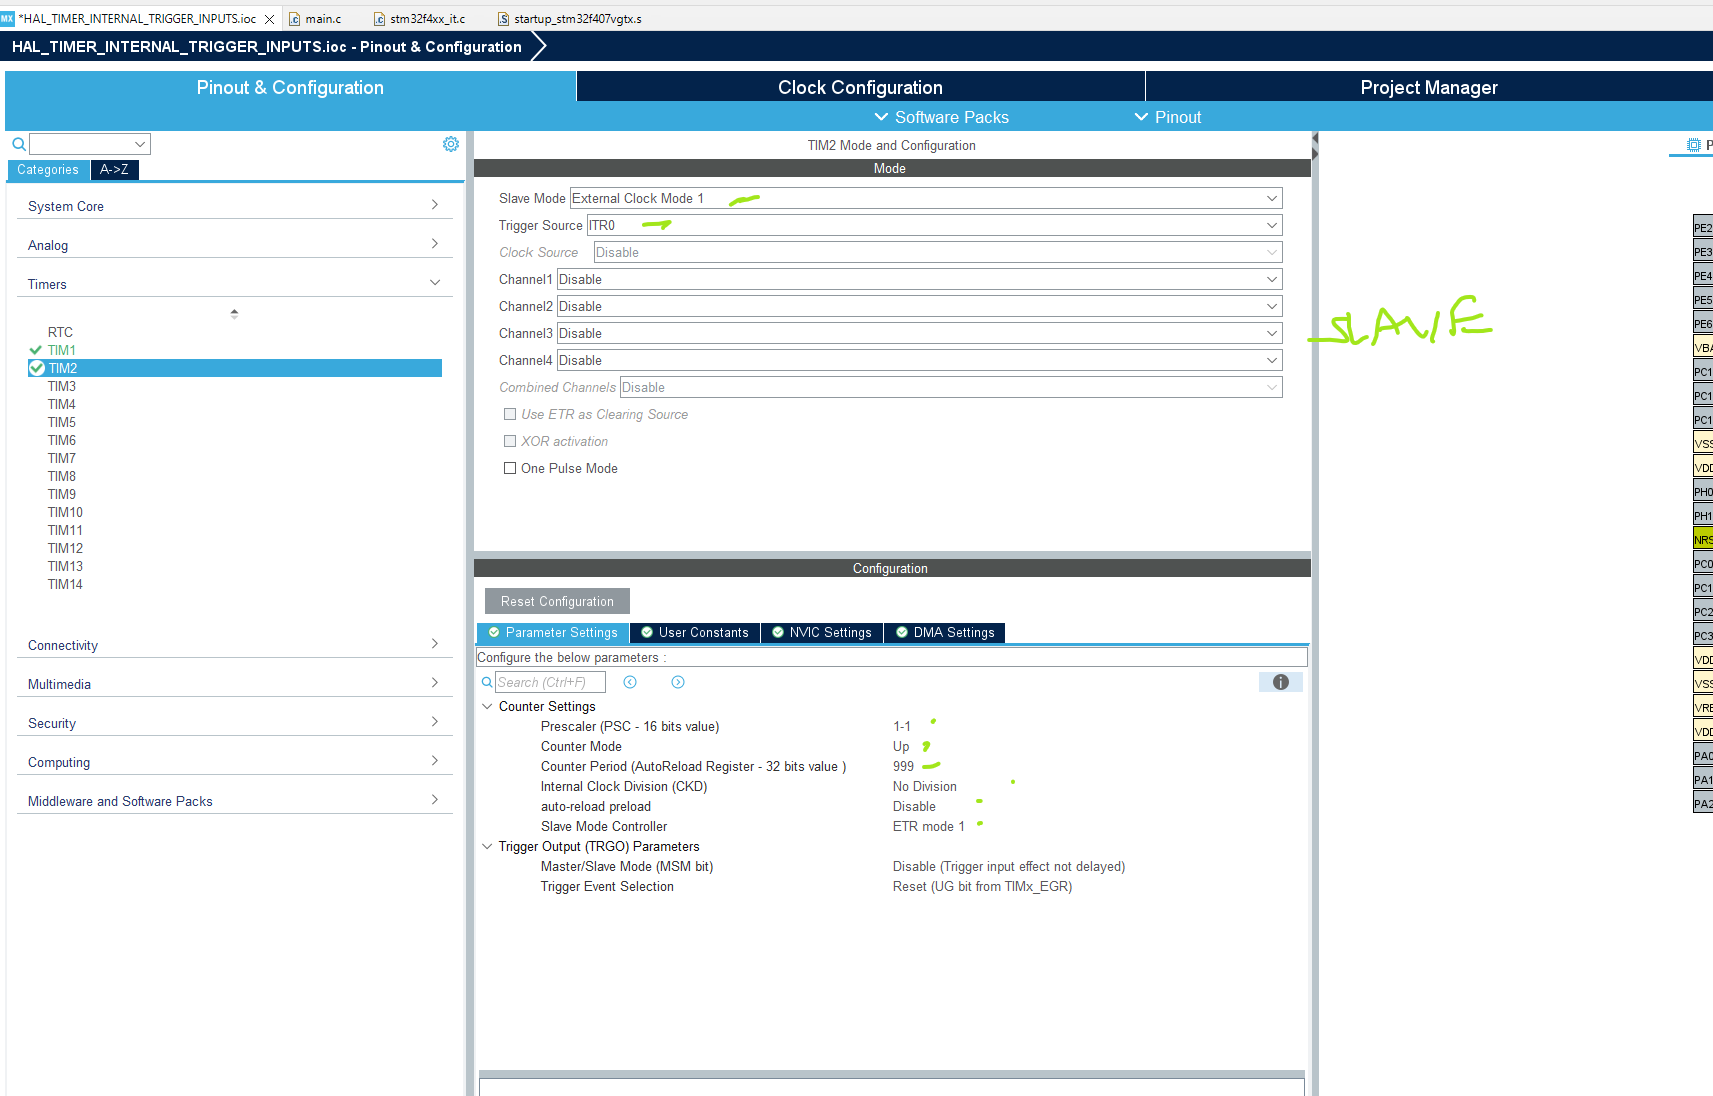 MX *HAL_TIMER_INTERNAL_TRIGGER_INPUTS.ioc
main.c
stm32f4xx_it.c
startup_stm32f407vgtx.s
HAL_TIMER_INTERNAL_TRIGGER_INPUTS.ioc - Pinout & Configuration
Pinout & Configuration
Clock Configuration
Project Manager
Software Packs
Pinout
Categories
A->Z
System Core
Analog
Timers
RTC
TIM1
TIM2
TIM3
TIM4
TIM5
TIM6
TIM7
TIM8
TIM9
TIM10
TIM11
TIM12
TIM13
TIM14
Connectivity
Multimedia
Security
Computing
Middleware and Software Packs
TIM2 Mode and Configuration
Mode
Slave Mode External Clock Mode 1
Trigger Source ITR0
Clock Source Disable
Channel1 Disable
Channel2 Disable
Channel3 Disable
Channel4 Disable
Combined Channels Disable
Use ETR as Clearing Source
XOR activation
One Pulse Mode
SLAVE
Configuration
Reset Configuration
Parameter Settings
User Constants
NVIC Settings
DMA Settings
Configure the below parameters :
Search (Ctrl+F)
Counter Settings
Prescaler (PSC - 16 bits value) 1-1
Counter Mode Up
Counter Period (AutoReload Register - 32 bits value ) 999
Internal Clock Division (CKD) No Division
auto-reload preload Disable
Slave Mode Controller ETR mode 1
Trigger Output (TRGO) Parameters
Master/Slave Mode (MSM bit) Disable (Trigger input effect not delayed)
Trigger Event Selection Reset (UG bit from TIMx_EGR)
P
PE2
PE3
PE4
PE5
PE6
VBA
PC1
PC1
PC1
VSS
VDD
PH0
PH1
NRS
PC0
PC1
PC2
PC3
VDD
VSS
VRE
VDD
PA0
PA1
PA2